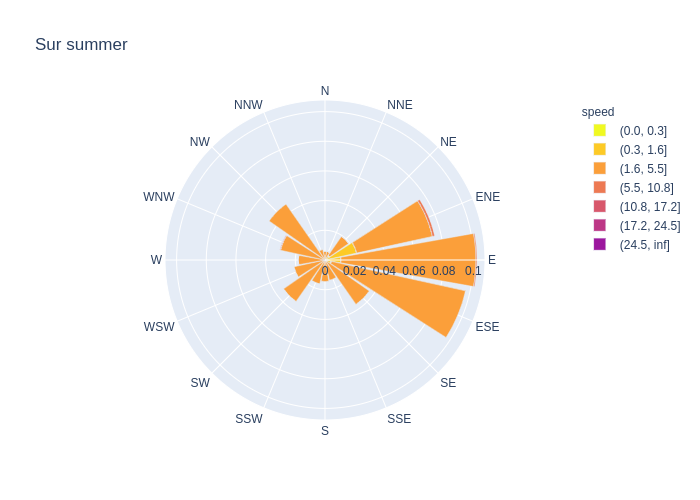 Sur summer
N
NNE
NE
ENE
E
ESE
SE
SSE
S
SSW
SW
WSW
W
WNW
NW
NNW
0 0.02 0.04 0.06 0.08 0.1
speed
(0.0, 0.3]
(0.3, 1.6]
(1.6, 5.5]
(5.5, 10.8]
(10.8, 17.2]
(17.2, 24.5]
(24.5, inf]